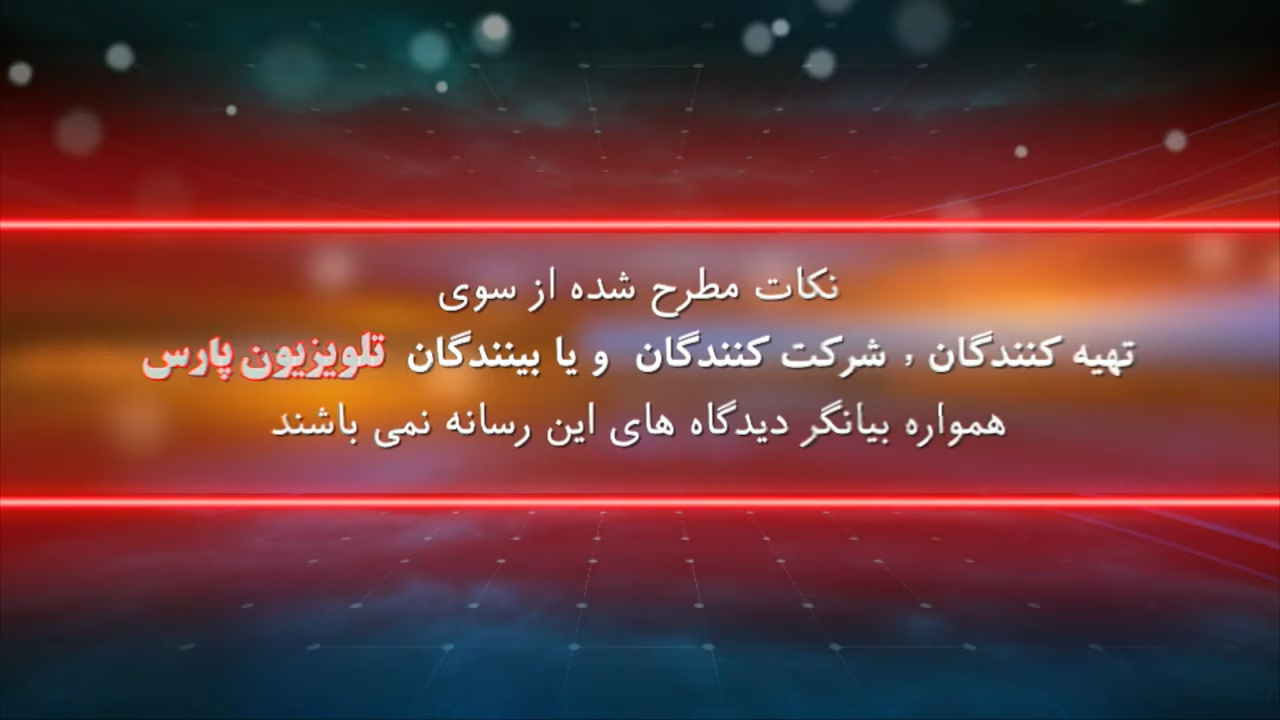 نکات مطرح شده از سوی
تهیه کنندگان , شرکت کنندگان و یا بینندگان تلویزیون پارس
همواره بیانگر دیدگاه های این رسانه نمی باشند